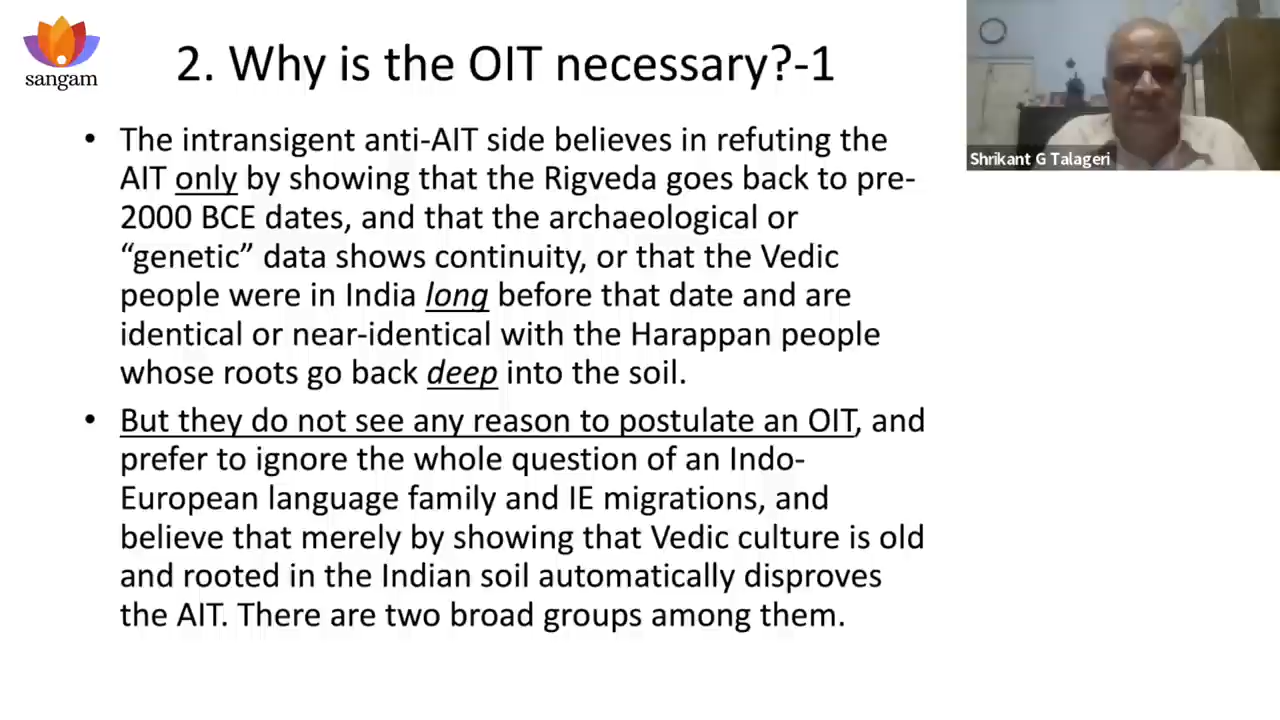 sangam
2. Why is the OIT necessary?-1
Shrikant G Talageri
• The intransigent anti-AIT side believes in refuting the
AIT only by showing that the Rigveda goes back to pre-
2000 BCE dates, and that the archaeological or
“genetic” data shows continuity, or that the Vedic
people were in India long before that date and are
identical or near-identical with the Harappan people
whose roots go back deep into the soil.
• But they do not see any reason to postulate an OIT, and
prefer to ignore the whole question of an Indo-
European language family and IE migrations, and
believe that merely by showing that Vedic culture is old
and rooted in the Indian soil automatically disproves
the AIT. There are two broad groups among them.